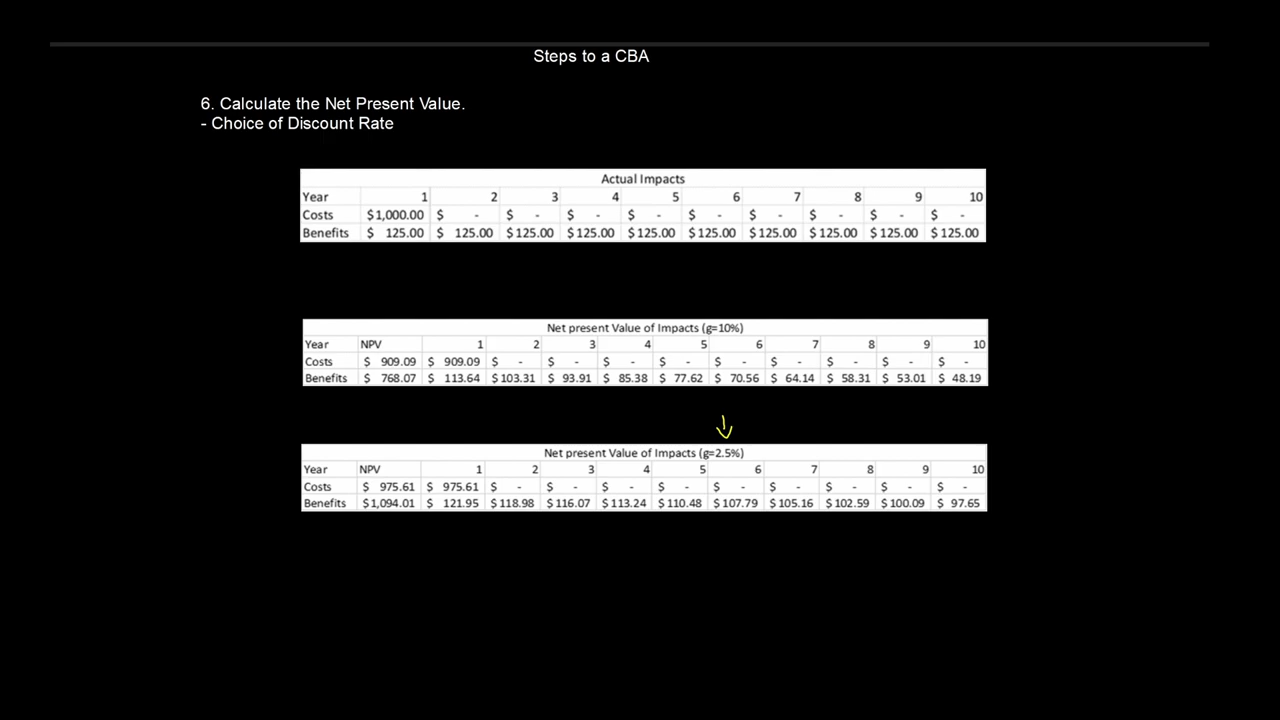 Steps to a CBA
6. Calculate the Net Present Value.
- Choice of Discount Rate
Actual Impacts
Year 1 2 3 4 5 6 7 8 9 10
Costs $1,000.00 $ - $ - $ - $ - $ - $ - $ - $ - $ -
Benefits $ 125.00 $ 125.00 $ 125.00 $ 125.00 $ 125.00 $ 125.00 $ 125.00 $ 125.00 $ 125.00 $ 125.00
Net present Value of Impacts (g=10%)
Year NPV 1 2 3 4 5 6 7 8 9 10
Costs $ 909.09 $ 909.09 $ - $ - $ - $ - $ - $ - $ - $ - $ -
Benefits $ 768.07 $ 113.64 $ 103.31 $ 93.91 $ 85.38 $ 77.62 $ 70.56 $ 64.14 $ 58.31 $ 53.01 $ 48.19
Net present Value of Impacts (g=2.5%)
Year NPV 1 2 3 4 5 6 7 8 9 10
Costs $ 975.61 $ 975.61 $ - $ - $ - $ - $ - $ - $ - $ - $ -
Benefits $1,094.01 $ 121.95 $ 118.98 $ 116.07 $ 113.24 $ 110.48 $ 107.79 $ 105.16 $ 102.59 $ 100.09 $ 97.65